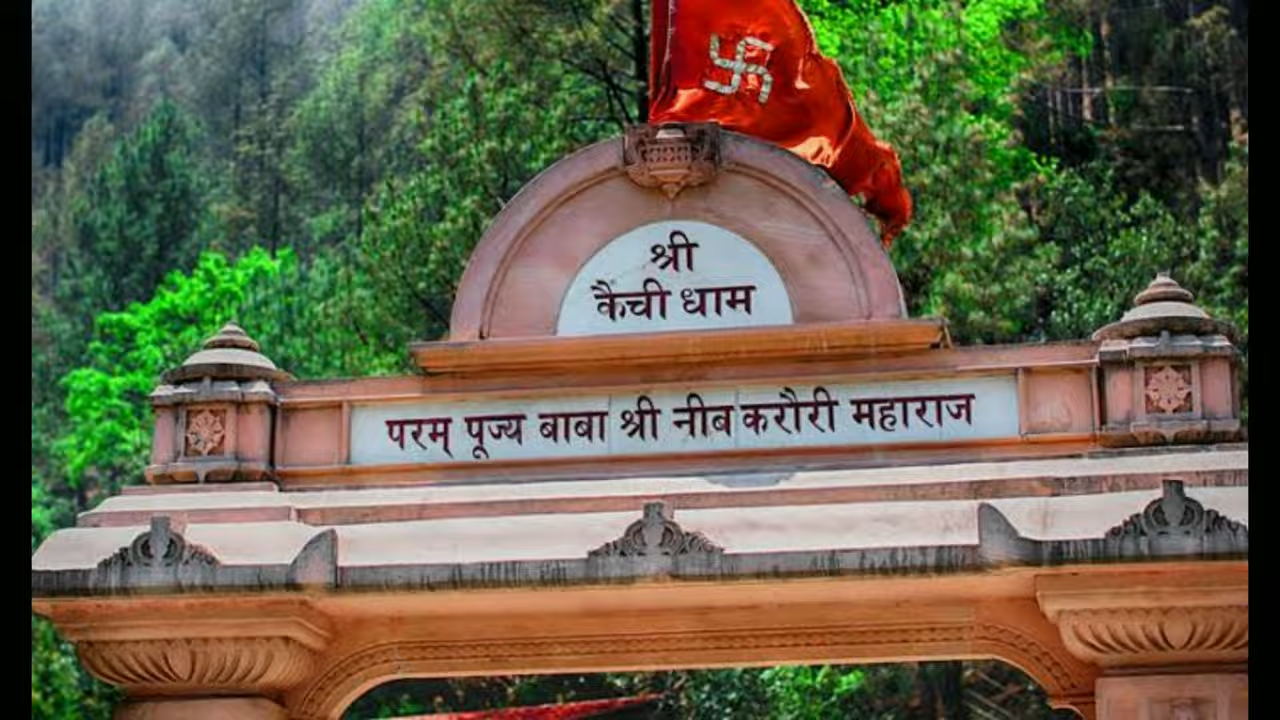 श्री
कैंची धाम
परम् पूज्य बाबा श्री नीब करौरी महाराज